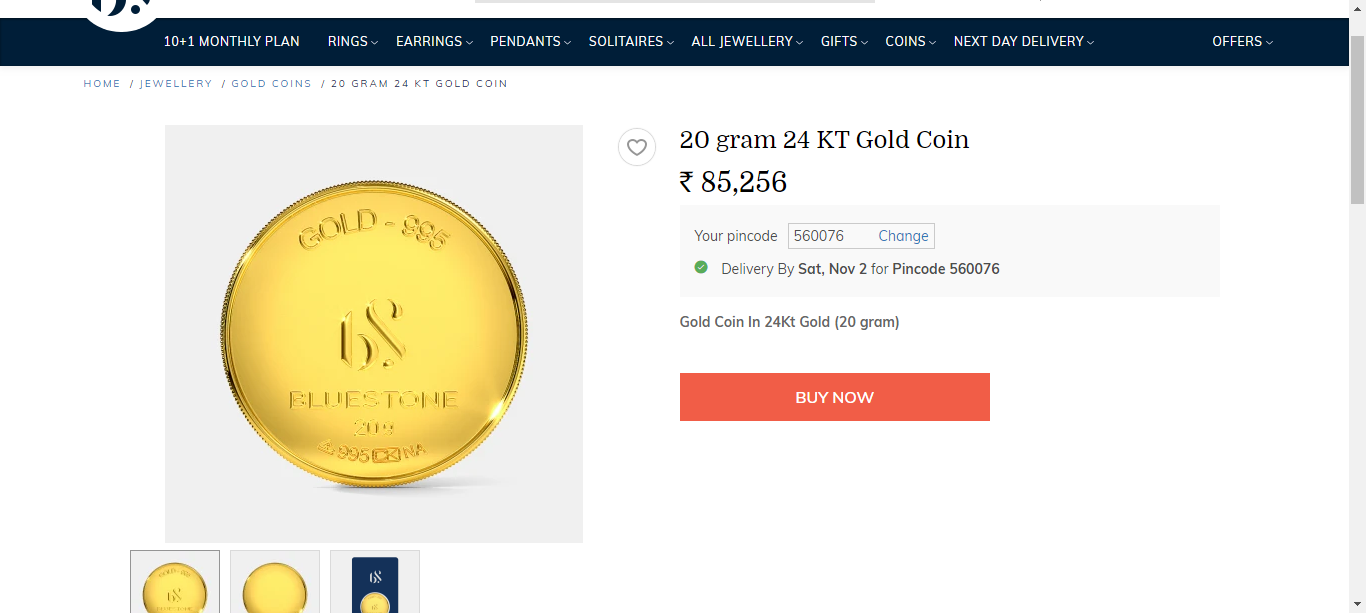 10+1 MONTHLY PLAN RINGS EARRINGS PENDANTS SOLITAIRES ALL JEWELLERY GIFTS COINS NEXT DAY DELIVERY OFFERS
HOME / JEWELLERY / GOLD COINS / 20 GRAM 24 KT GOLD COIN
GOLD - 995
BLUESTONE
20g
995 NA
20 gram 24 KT Gold Coin
₹ 85,256
Your pincode 560076 Change
Delivery By Sat, Nov 2 for Pincode 560076
Gold Coin In 24Kt Gold (20 gram)
BUY NOW